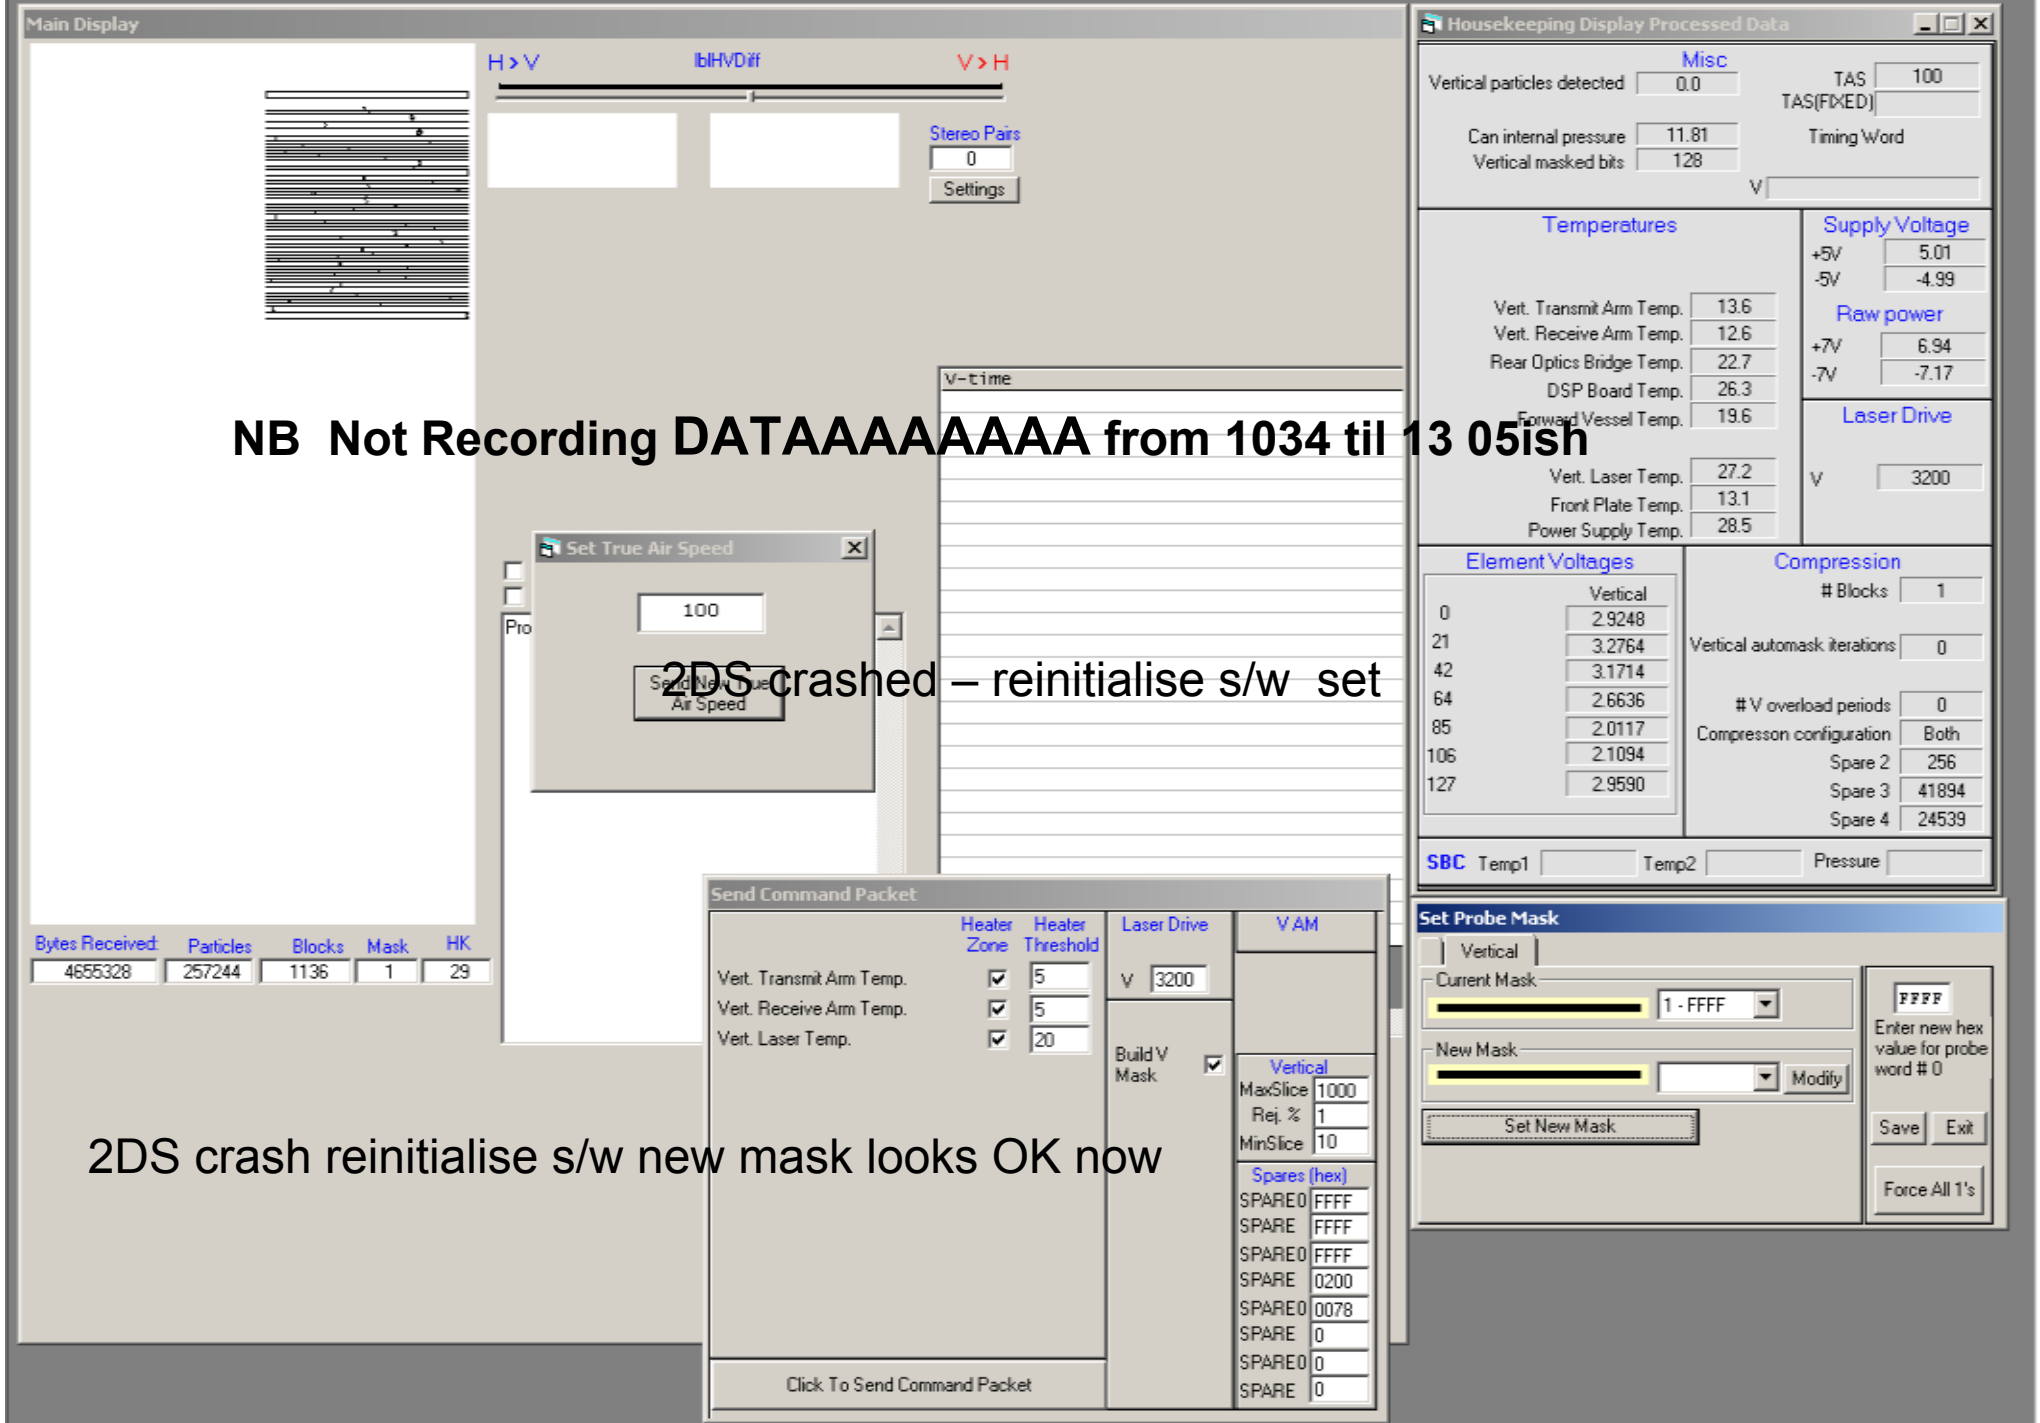 Main Display
H > V lblHVDiff V > H
Stereo Pairs
0
Settings
V-time
NB Not Recording DATAAAAAAAA from 1034 til 13 05ish
Set True Air Speed
100
Send New True
Air Speed
Pro
2DS crashed – reinitialise s/w set
Bytes Received: Particles Blocks Mask HK
4655328 257244 1136 1 29
2DS crash reinitialise s/w new mask looks OK now
Send Command Packet
Heater Zone Heater Threshold Laser Drive V AM
Vert. Transmit Arm Temp. 5
Vert. Receive Arm Temp. 5
Vert. Laser Temp. 20
V 3200
Build V
Mask
Vertical
MaxSlice 1000
Rej. % 1
MinSlice 10
Spares (hex)
SPARE0 FFFF
SPARE FFFF
SPARE0 FFFF
SPARE 0200
SPARE0 0078
SPARE 0
SPARE0 0
SPARE 0
Click To Send Command Packet
Housekeeping Display Processed Data
Misc
Vertical particles detected 0.0 TAS 100
TAS(FIXED)
Can internal pressure 11.81 Timing Word
Vertical masked bits 128
V
Temperatures
Vert. Transmit Arm Temp. 13.6
Vert. Receive Arm Temp. 12.6
Rear Optics Bridge Temp. 22.7
DSP Board Temp. 26.3
Forward Vessel Temp. 19.6
Vert. Laser Temp. 27.2
Front Plate Temp. 13.1
Power Supply Temp. 28.5
Supply Voltage
+5V 5.01
-5V -4.99
Raw power
+7V 6.94
-7V -7.17
Laser Drive
V 3200
Element Voltages
Vertical
0 2.9248
21 3.2764
42 3.1714
64 2.6636
85 2.0117
106 2.1094
127 2.9590
Compression
# Blocks 1
Vertical automask iterations 0
# V overload periods 0
Compresson configuration Both
Spare 2 256
Spare 3 41894
Spare 4 24539
SBC Temp1 Temp2 Pressure
Set Probe Mask
Vertical
Current Mask
1 - FFFF
New Mask
Modify
Set New Mask
FFFF
Enter new hex
value for probe
word # 0
Save Exit
Force All 1's